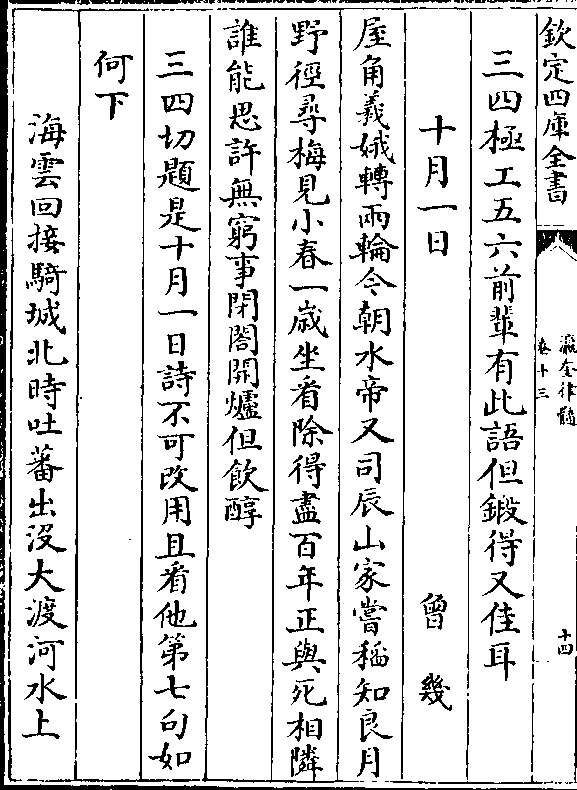 欽定四庫全書
瀛奎律髓
卷十三
十四
三四極工五六前輩有此語但鍛得又佳耳
十月一日 曾幾
屋角義娥轉兩輪今朝水帝又司辰山家嘗稱知良月
野徑尋梅見小春一歳坐看除得盡百年正與死相隣
誰能思許無窮事閉閤開爐但飲醇
三四切題是十月一日詩不可改用且看他第七句如
何下
海雲回接騎城北時吐蕃出沒大渡河水上